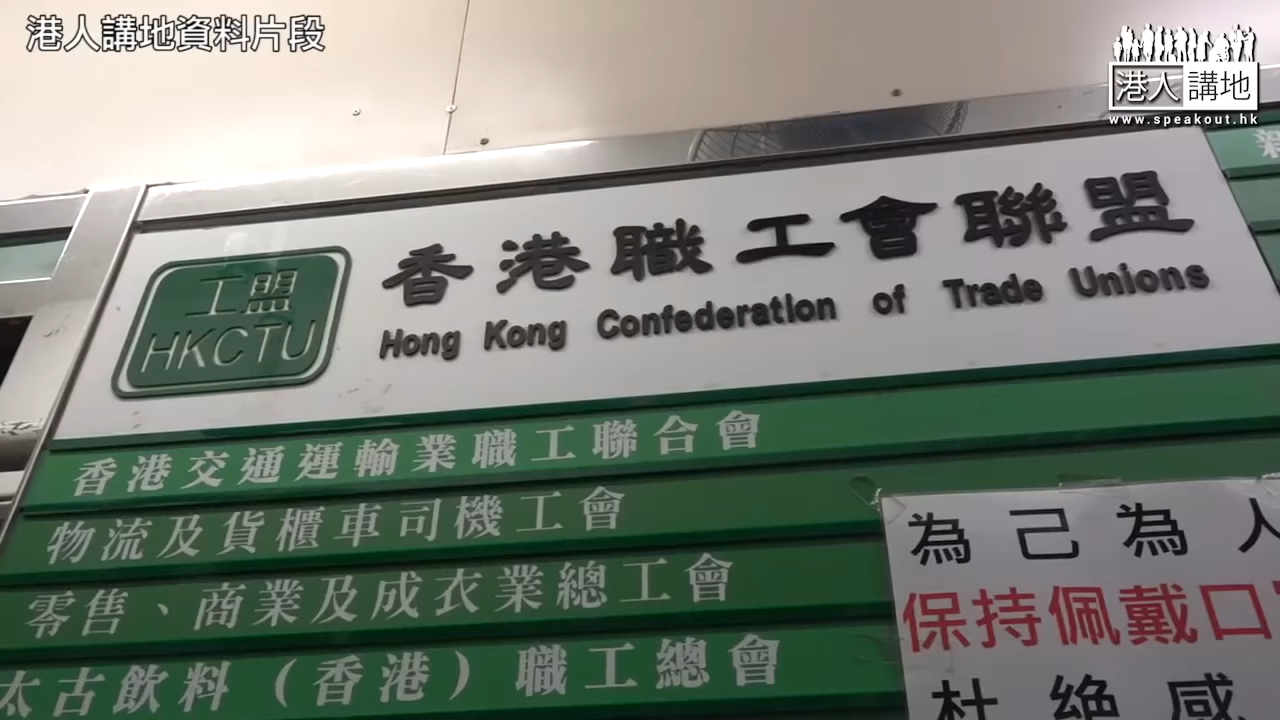 港人講地資料片段
港人講地
www.speakout.hk
工盟
HKCTU
香港職工會聯盟
Hong Kong Confederation of Trade Unions
香港交通運輸業職工聯合會
物流及貨櫃車司機工會
零售、商業及成衣業總工會
太古飲料（香港）職工總會
為己為人
保持佩戴口
杜絕